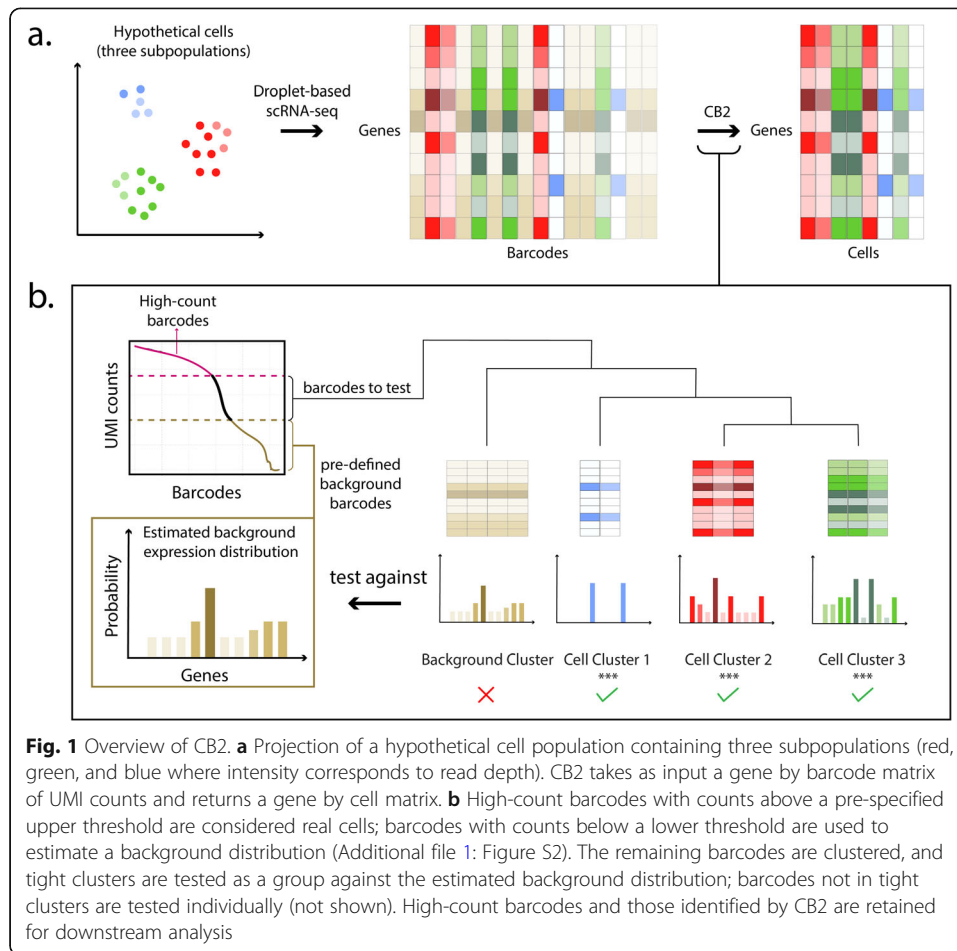 a.
Hypothetical cells
(three subpopulations)
Droplet-based
scRNA-seq
Genes
Barcodes
CB2
Genes
Cells
b.
High-count
barcodes
UMI counts
Barcodes
barcodes to test
pre-defined
background
barcodes
Estimated background
expression distribution
Probability
Genes
test against
Background Cluster
Cell Cluster 1
***
Cell Cluster 2
***
Cell Cluster 3
***
Fig. 1 Overview of CB2. a Projection of a hypothetical cell population containing three subpopulations (red,
green, and blue where intensity corresponds to read depth). CB2 takes as input a gene by barcode matrix
of UMI counts and returns a gene by cell matrix. b High-count barcodes with counts above a pre-specified
upper threshold are considered real cells; barcodes with counts below a lower threshold are used to
estimate a background distribution (Additional file 1: Figure S2). The remaining barcodes are clustered, and
tight clusters are tested as a group against the estimated background distribution; barcodes not in tight
clusters are tested individually (not shown). High-count barcodes and those identified by CB2 are retained
for downstream analysis